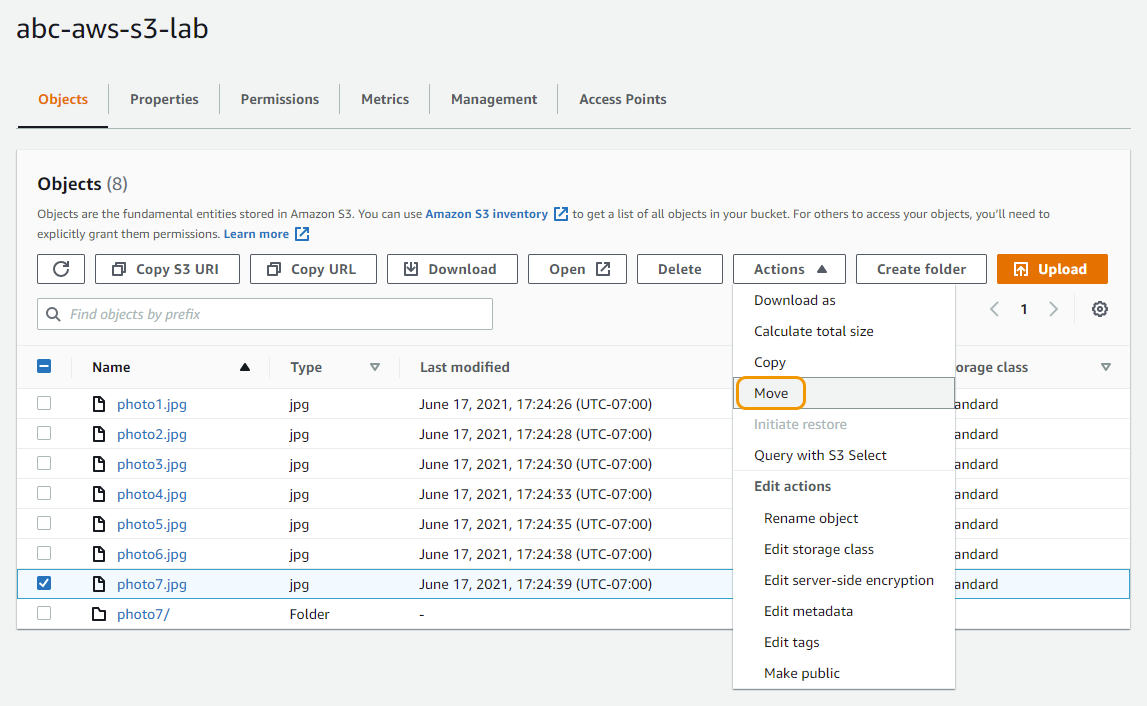 abc-aws-s3-lab
Objects Properties Permissions Metrics Management Access Points
Objects (8)
Objects are the fundamental entities stored in Amazon S3. You can use Amazon S3 inventory to get a list of all objects in your bucket. For others to access your objects, you'll need to
explicitly grant them permissions. Learn more
Copy S3 URI Copy URL Download Open Delete Actions Create folder Upload
Find objects by prefix
1
Download as
Calculate total size
Copy
Move
Initiate restore
Query with S3 Select
Edit actions
Rename object
Edit storage class
Edit server-side encryption
Edit metadata
Edit tags
Make public
Name Type Last modified orage class
photo1.jpg jpg June 17, 2021, 17:24:26 (UTC-07:00) andard
photo2.jpg jpg June 17, 2021, 17:24:28 (UTC-07:00) andard
photo3.jpg jpg June 17, 2021, 17:24:30 (UTC-07:00) andard
photo4.jpg jpg June 17, 2021, 17:24:33 (UTC-07:00) andard
photo5.jpg jpg June 17, 2021, 17:24:35 (UTC-07:00) andard
photo6.jpg jpg June 17, 2021, 17:24:38 (UTC-07:00) andard
photo7.jpg jpg June 17, 2021, 17:24:39 (UTC-07:00) andard
photo7/ Folder -